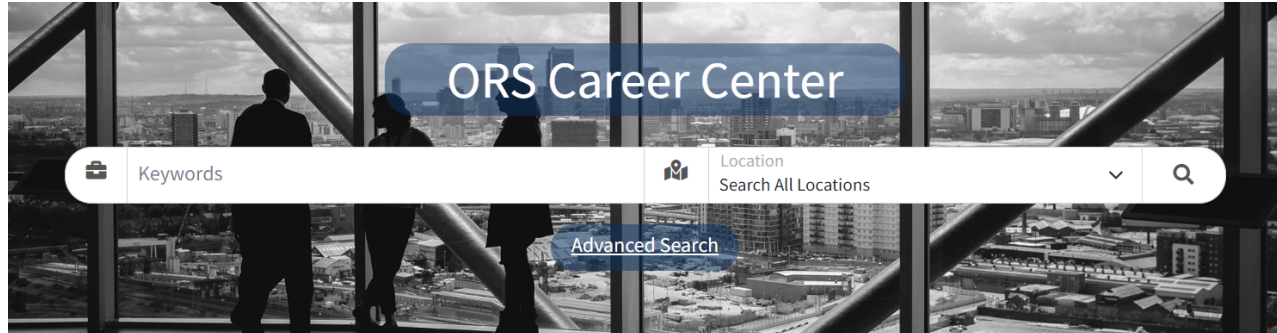 ORS Career Center
Keywords
Location
Search All Locations
Advanced Search